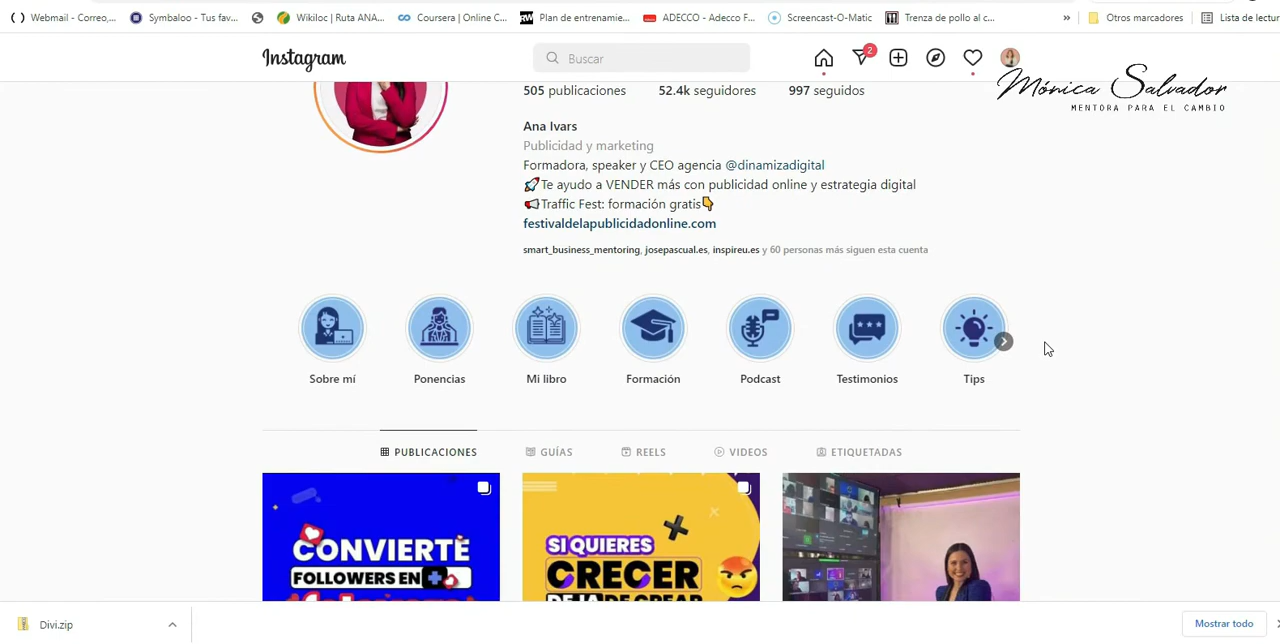 Webmail - Correo,...
Symbaloo - Tus fav...
Wikiloc | Ruta ANA...
Coursera | Online C...
Plan de entrenamie...
ADECCO - Adecco F...
Screencast-O-Matic
Trenza de pollo al c...
»
Otros marcadores
Lista de lectur
Instagram
Buscar
2
Mónica Salvador
MENTORA PARA EL CAMBIO
505 publicaciones
52.4k seguidores
997 seguidos
Ana Ivars
Publicidad y marketing
Formadora, speaker y CEO agencia @dinamizadigital
🚀Te ayudo a VENDER más con publicidad online y estrategia digital
📢Traffic Fest: formación gratis👇
festivaldelapublicidadonline.com
smart_business_mentoring, josepascual.es, inspireu.es y 60 personas más siguen esta cuenta
Sobre mí
Ponencias
Mi libro
Formación
Podcast
Testimonios
Tips
PUBLICACIONES
GUÍAS
REELS
VIDEOS
ETIQUETADAS
CONVIERTE
FOLLOWERS EN
SI QUIERES
CRECER
DEJA DE CREAR
Divi.zip
Mostrar todo